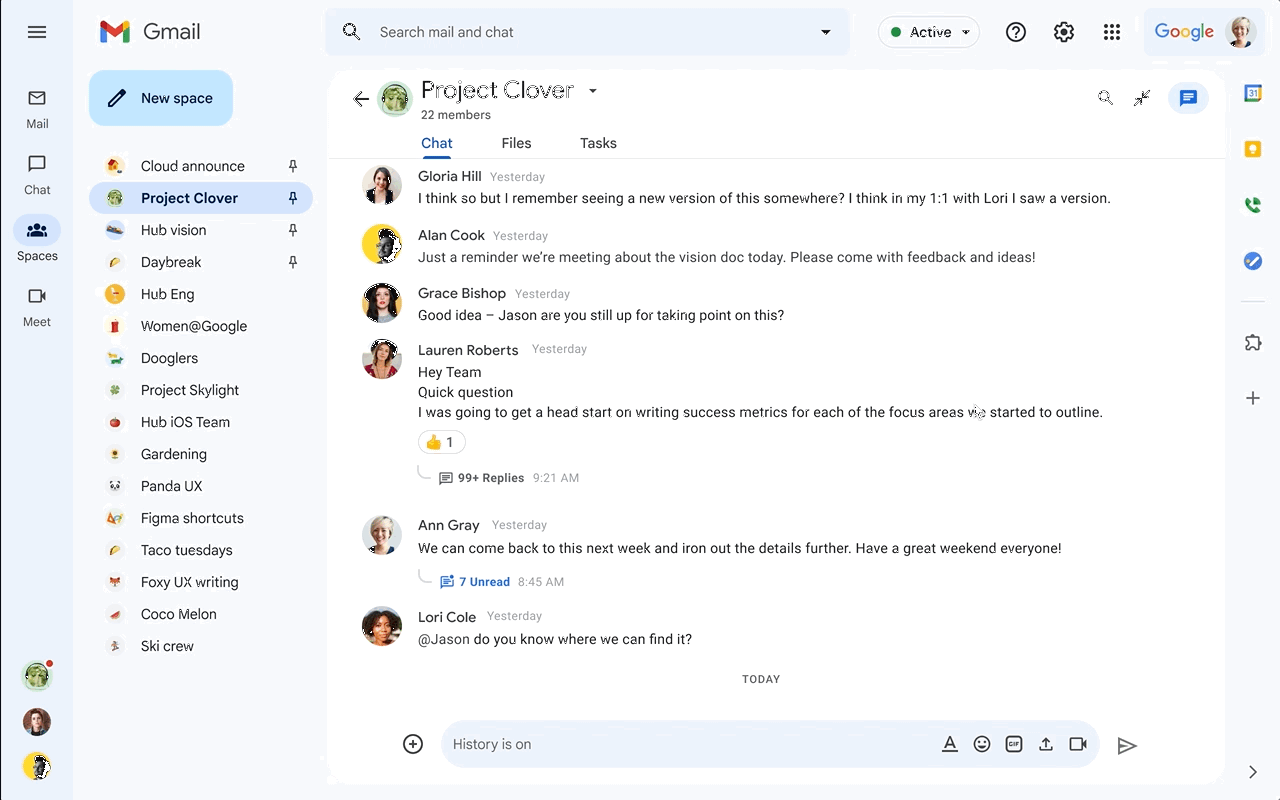 Gmail
Search mail and chat
Active
Google
New space
Mail
Chat
Spaces
Meet
Cloud announce
Project Clover
Hub vision
Daybreak
Hub Eng
Women@Google
Dooglers
Project Skylight
Hub iOS Team
Gardening
Panda UX
Figma shortcuts
Taco tuesdays
Foxy UX writing
Coco Melon
Ski crew
Project Clover
22 members
Chat Files Tasks
Gloria Hill Yesterday
I think so but I remember seeing a new version of this somewhere? I think in my 1:1 with Lori I saw a version.
Alan Cook Yesterday
Just a reminder we’re meeting about the vision doc today. Please come with feedback and ideas!
Grace Bishop Yesterday
Good idea – Jason are you still up for taking point on this?
Lauren Roberts Yesterday
Hey Team
Quick question
I was going to get a head start on writing success metrics for each of the focus areas we started to outline.
1
99+ Replies 9:21 AM
Ann Gray Yesterday
We can come back to this next week and iron out the details further. Have a great weekend everyone!
7 Unread 8:45 AM
Lori Cole Yesterday
@Jason do you know where we can find it?
TODAY
History is on
GIF
31